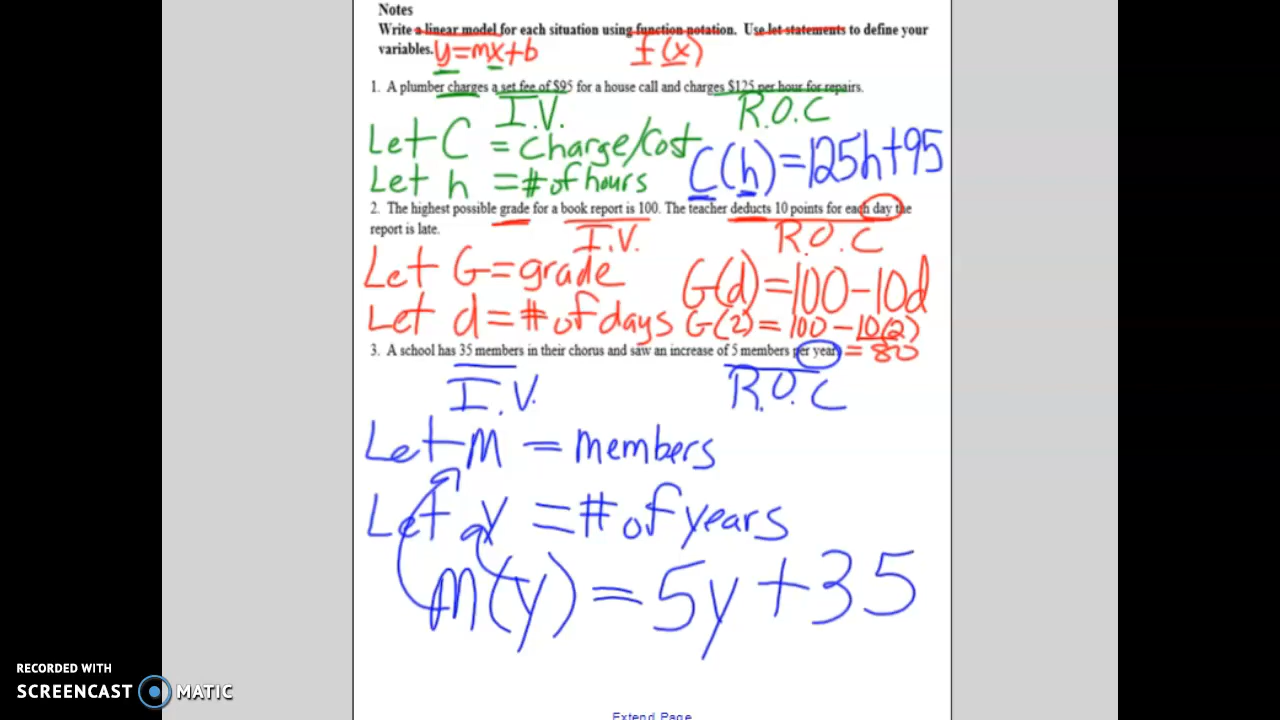 Notes
Write a linear model for each situation using function notation. Use let statements to define your
variables. y=mx+b f(x)
1. A plumber charges a set fee of $95 for a house call and charges $125 per hour for repairs.
I.V. R.O.C
Let C = charge/cost
Let h = # of hours C(h)=125h+95
2. The highest possible grade for a book report is 100. The teacher deducts 10 points for each day the
report is late.
I.V. R.O.C
Let G=grade G(d)=100-10d
Let d=# of days G(2)=100-10(2)
3. A school has 35 members in their chorus and saw an increase of 5 members per year. =80
I.V. R.O.C
Let M = members
Let y = # of years
M(y) = 5y+35
RECORDED WITH
SCREENCAST MATIC
Extend Page